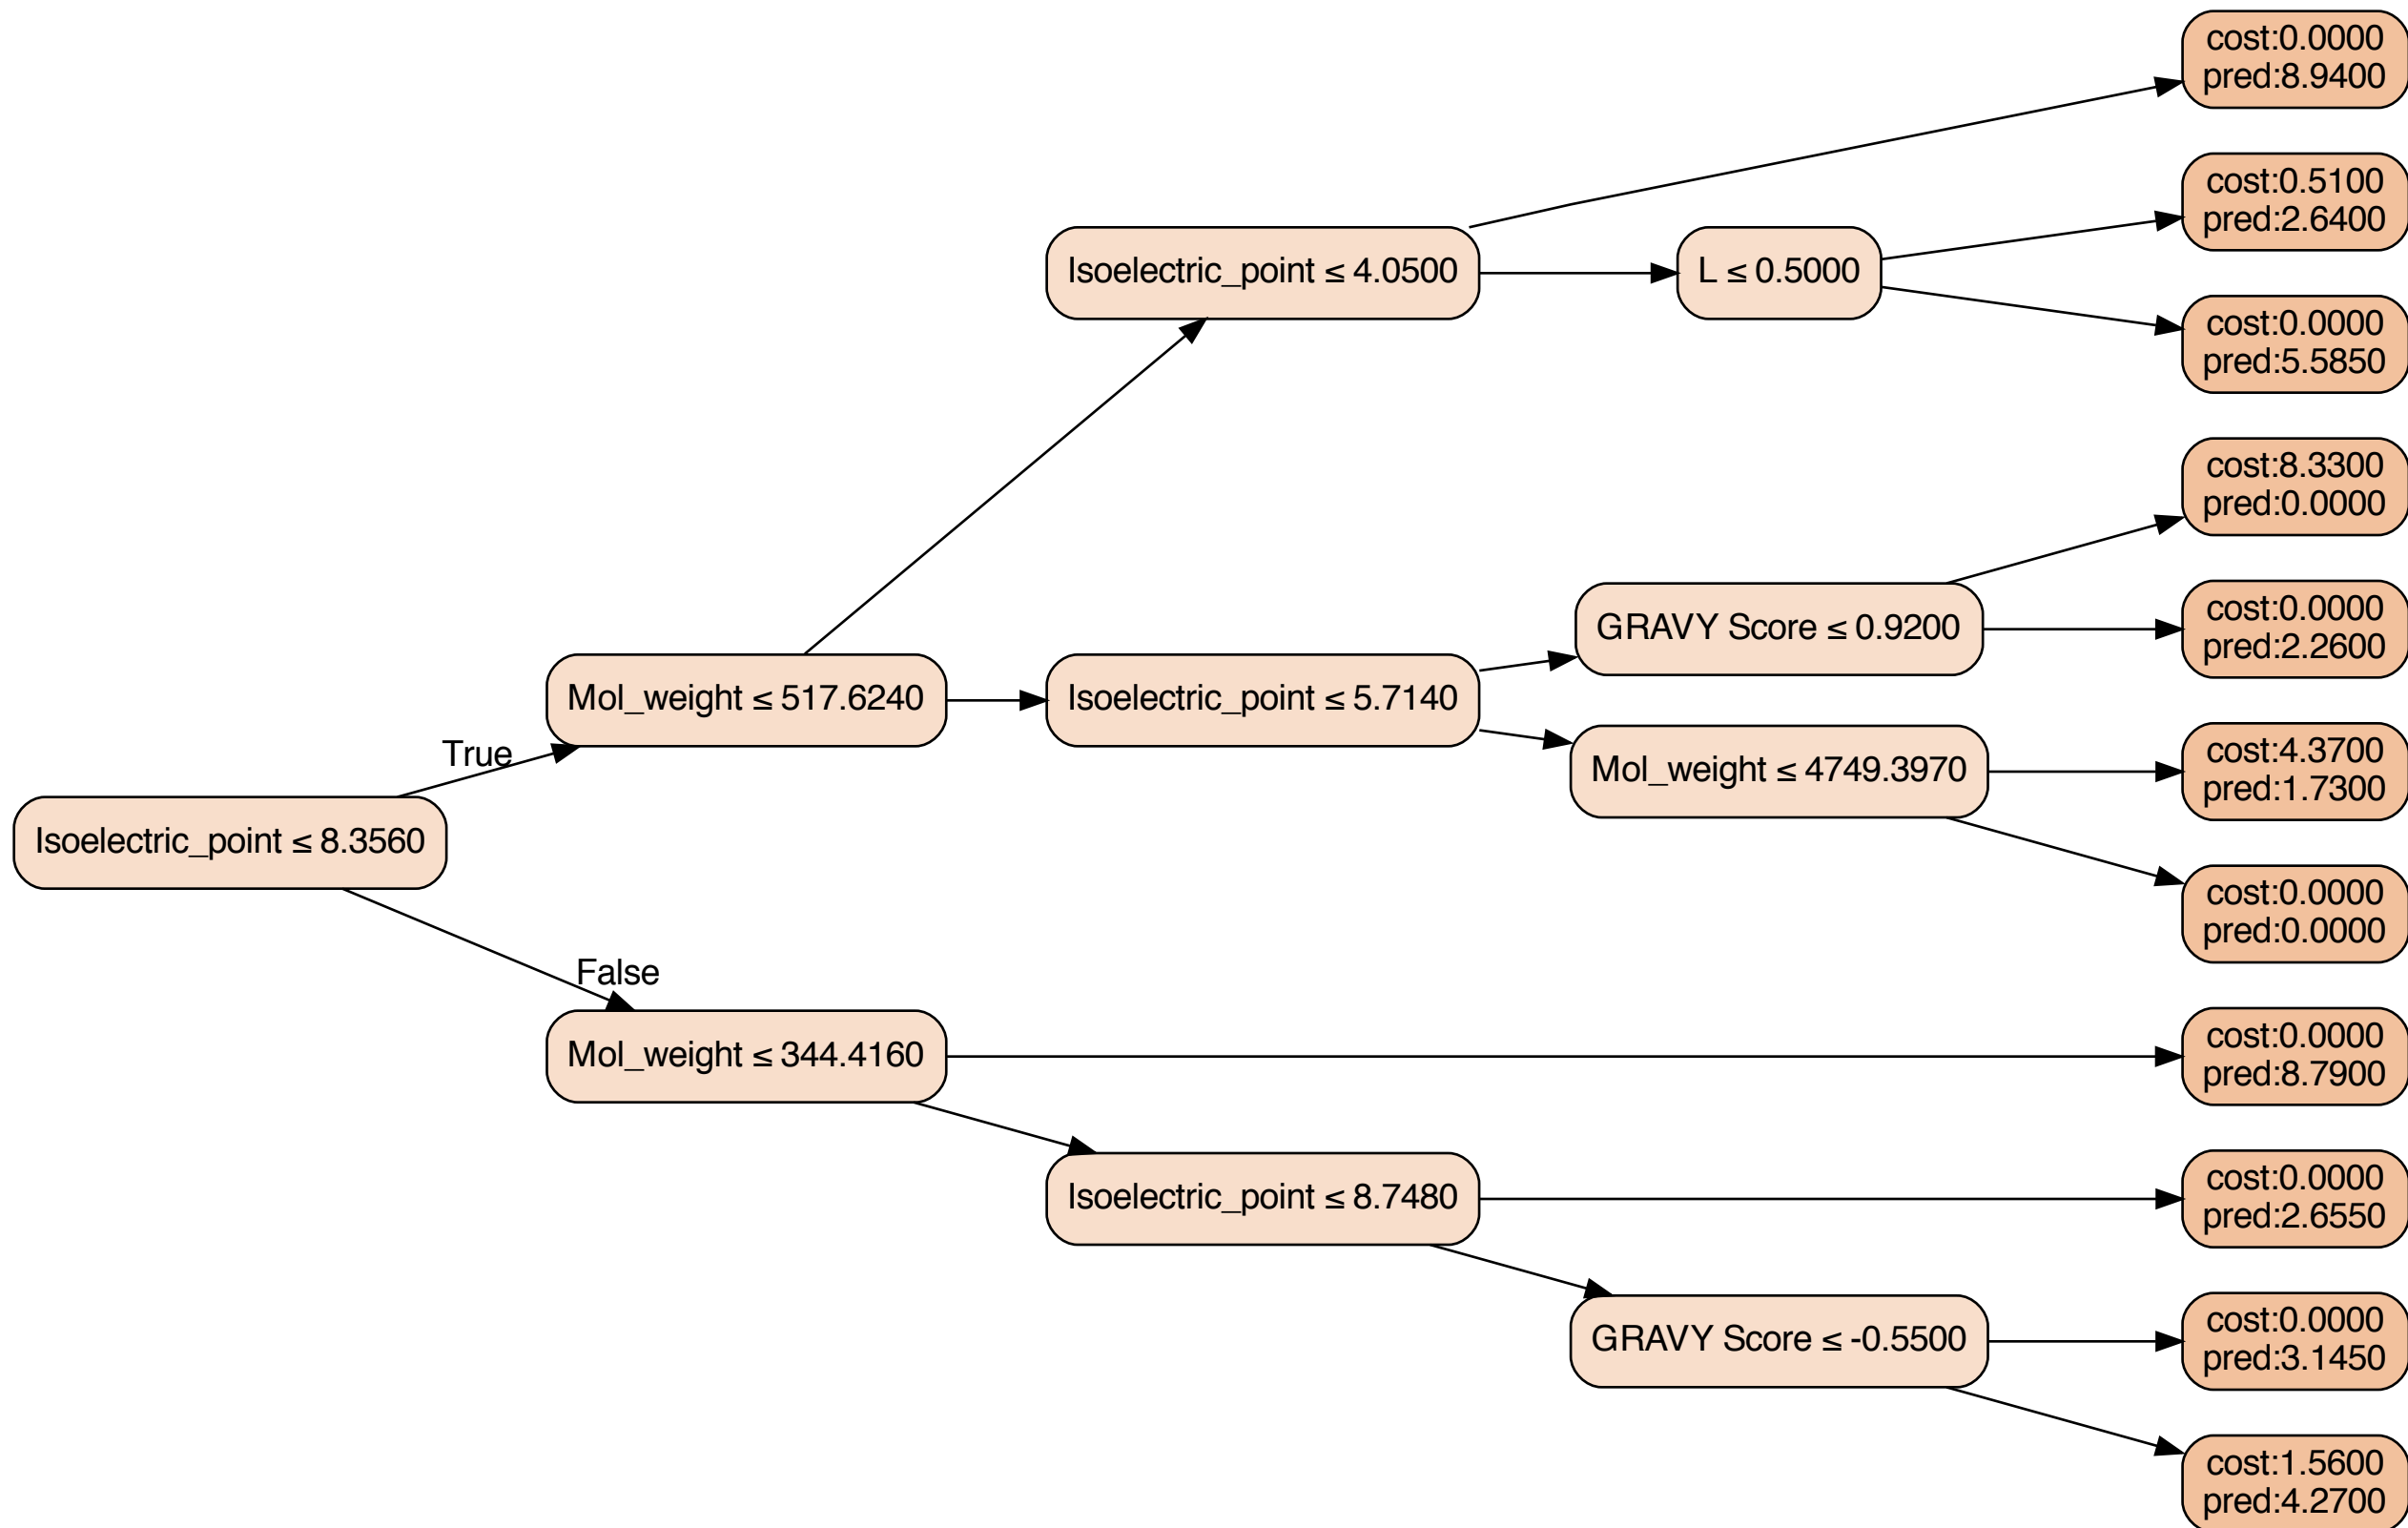 cost:0.0000
pred:8.9400
cost:0.5100
pred:2.6400
Isoelectric_point ≤ 4.0500
L ≤ 0.5000
cost:0.0000
pred:5.5850
cost:8.3300
pred:0.0000
GRAVY Score ≤ 0.9200
cost:0.0000
pred:2.2600
Mol_weight ≤ 517.6240
Isoelectric_point ≤ 5.7140
True
Mol_weight ≤ 4749.3970
cost:4.3700
pred:1.7300
Isoelectric_point ≤ 8.3560
cost:0.0000
pred:0.0000
False
Mol_weight ≤ 344.4160
cost:0.0000
pred:8.7900
Isoelectric_point ≤ 8.7480
cost:0.0000
pred:2.6550
GRAVY Score ≤ -0.5500
cost:0.0000
pred:3.1450
cost:1.5600
pred:4.2700